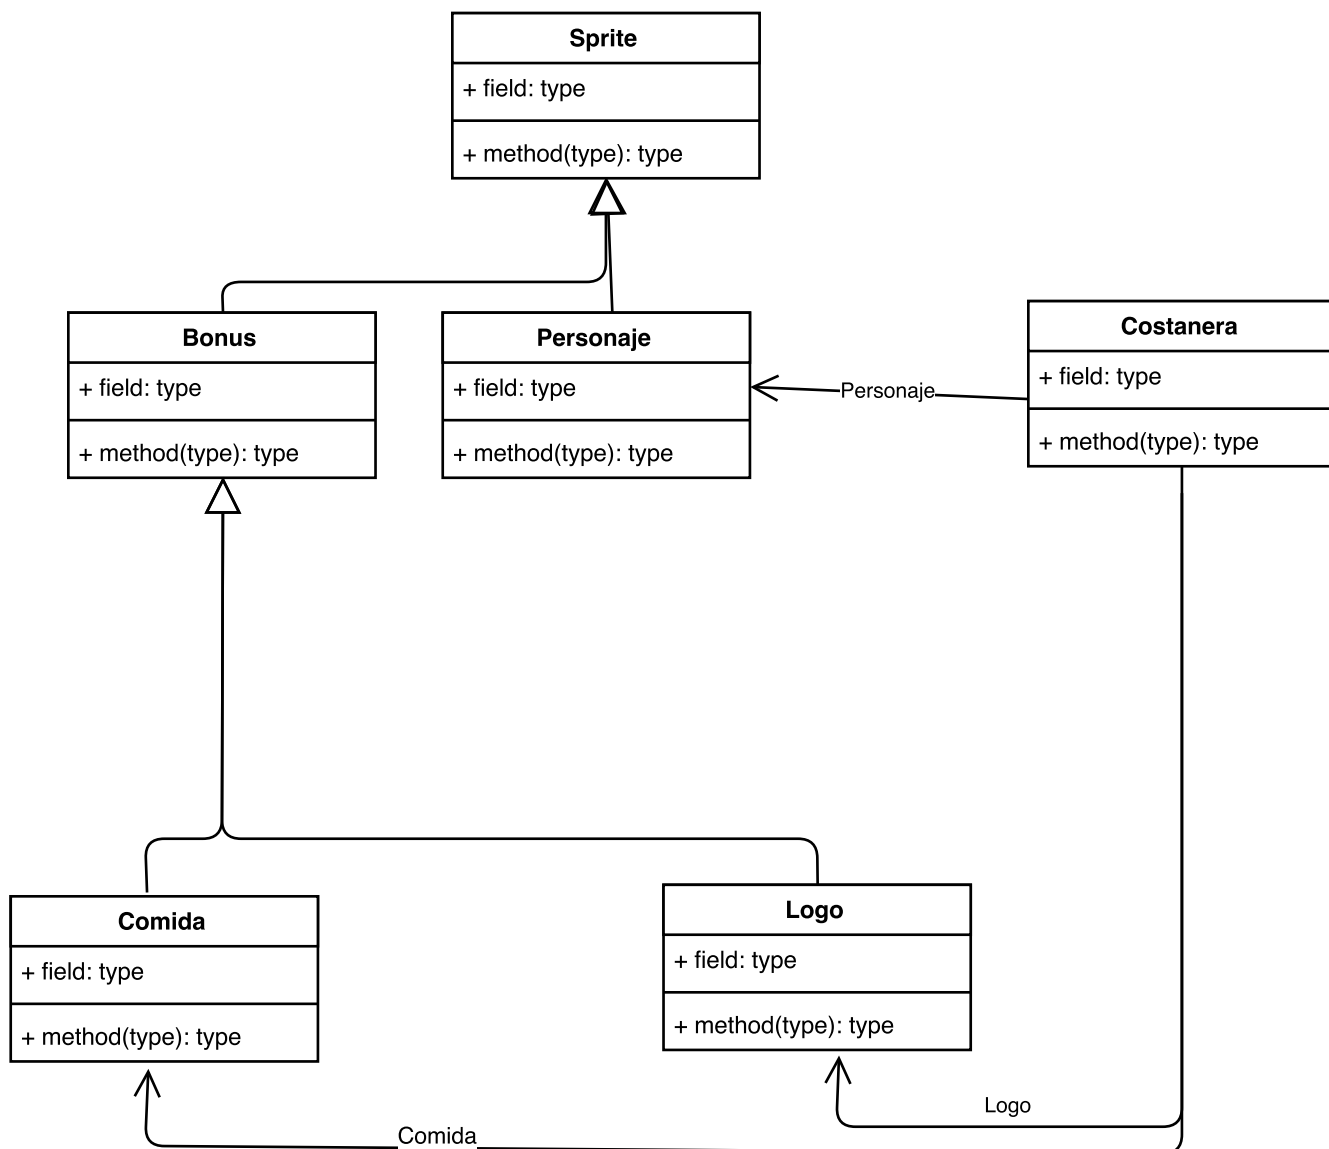 Sprite
+ field: type
+ method(type): type
Bonus
+ field: type
+ method(type): type
Personaje
+ field: type
+ method(type): type
Personaje
Costanera
+ field: type
+ method(type): type
Comida
+ field: type
+ method(type): type
Logo
+ field: type
+ method(type): type
Logo
Comida